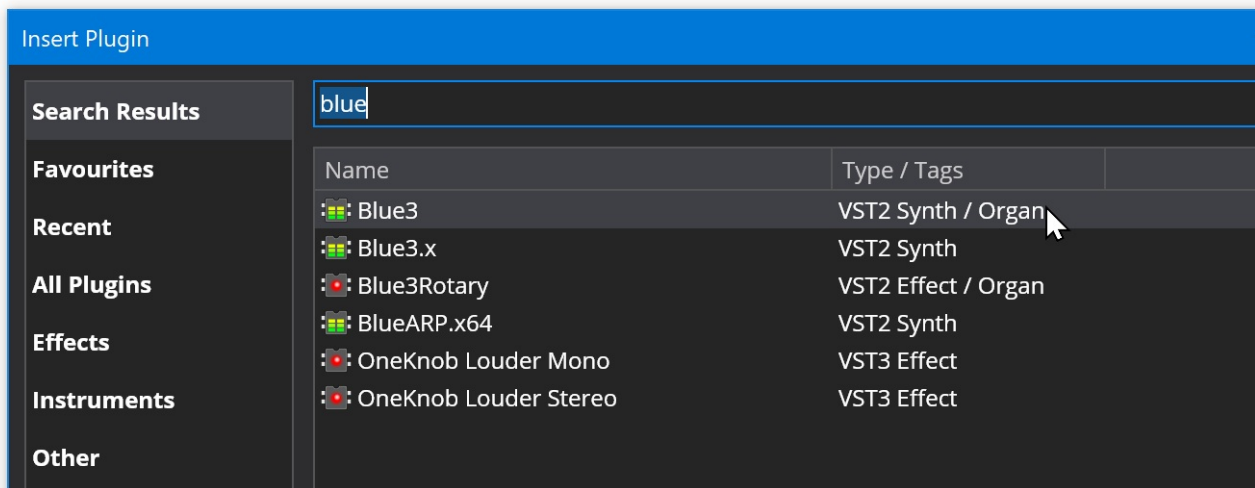 Insert Plugin
Search Results
Favourites
Recent
All Plugins
Effects
Instruments
Other
blue
Name Type / Tags
Blue3 VST2 Synth / Organ
Blue3.x VST2 Synth
Blue3Rotary VST2 Effect / Organ
BlueARP.x64 VST2 Synth
OneKnob Louder Mono VST3 Effect
OneKnob Louder Stereo VST3 Effect